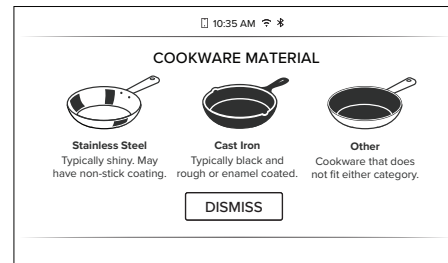 10:35 AM
COOKWARE MATERIAL
Stainless Steel
Typically shiny. May
have non-stick coating.
Cast Iron
Typically black and
rough or enamel coated.
Other
Cookware that does
not fit either category.
DISMISS